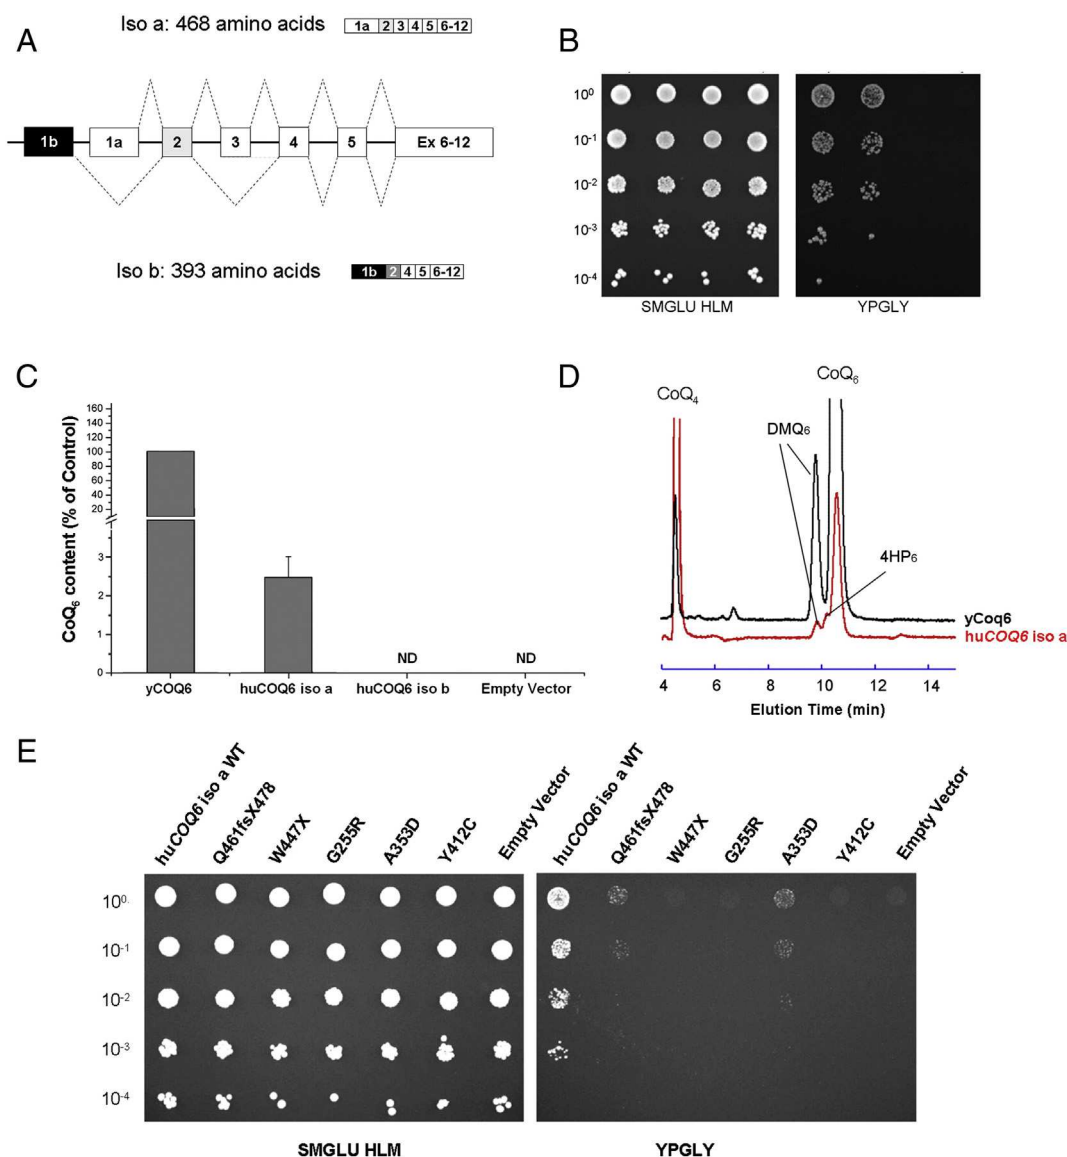 A
Iso a: 468 amino acids
1a 2 3 4 5 6-12
1b 1a 2 3 4 5 Ex 6-12
Iso b: 393 amino acids
1b 2 4 5 6-12
B
10⁰
10⁻¹
10⁻²
10⁻³
10⁻⁴
SMGLU HLM YPGLY
C
CoQ₆ content (% of Control)
160
140
120
100
80
60
40
20
3
2
1
0
ND ND
yCOQ6 huCOQ6 iso a huCOQ6 iso b Empty Vector
D
CoQ₄
CoQ₆
DMQ₆
4HP₆
yCoq6
huCOQ6 iso a
4 6 8 10 12 14
Elution Time (min)
E
huCOQ6 iso a WT Q461fsX478 W447X G255R A353D Y412C Empty Vector
huCOQ6 iso a WT Q461fsX478 W447X G255R A353D Y412C Empty Vector
10⁰.
10⁻¹
10⁻²
10⁻³
10⁻⁴
SMGLU HLM YPGLY